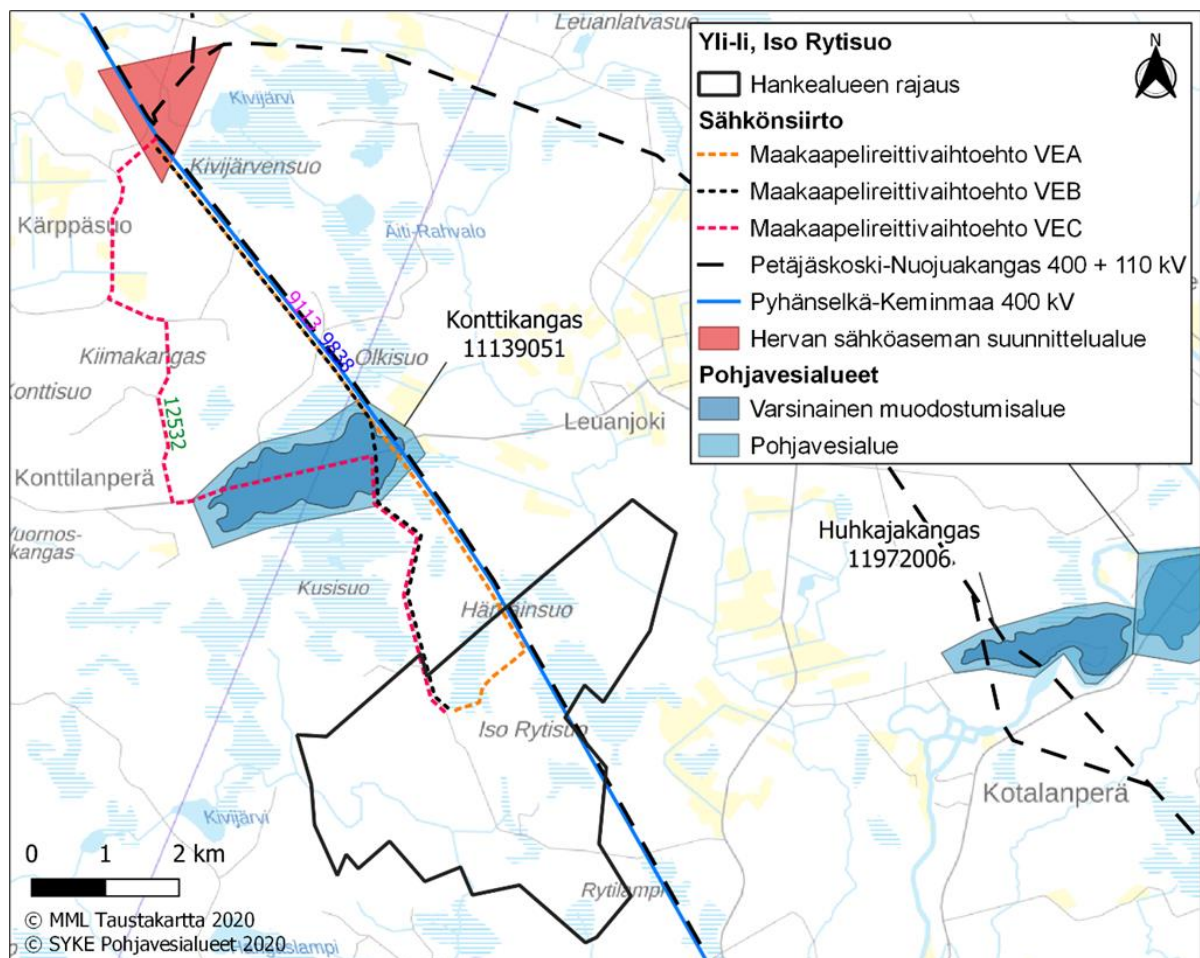 Leuanlatvasuo
Yli-Ii, Iso Rytisuo
N
Hankealueen rajaus
Sähkönsiirto
Maakaapelireittivaihtoehto VEA
Maakaapelireittivaihtoehto VEB
Maakaapelireittivaihtoehto VEC
Petäjäskoski-Nuojuakangas 400 + 110 kV
Pyhänselkä-Keminmaa 400 kV
Hervan sähköaseman suunnittelualue
Pohjavesialueet
Varsinainen muodostumisalue
Pohjavesialue
Kivijärvi
Kivijärvensuo
Kärppäsuo
Äiti-Rahvalo
9113
9838
Konttikangas
11139051
Kiimakangas
Olkisuo
Konttisuo
12532
Leuanjoki
Konttilanperä
Vuornos-
kangas
Huhkajakangas
11972006
Kusisuo
Iso Rytisuo
Kotalanperä
Kivijärvi
Rytilampi
0 1 2 km
© MML Taustakartta 2020
© SYKE Pohjavesialueet 2020